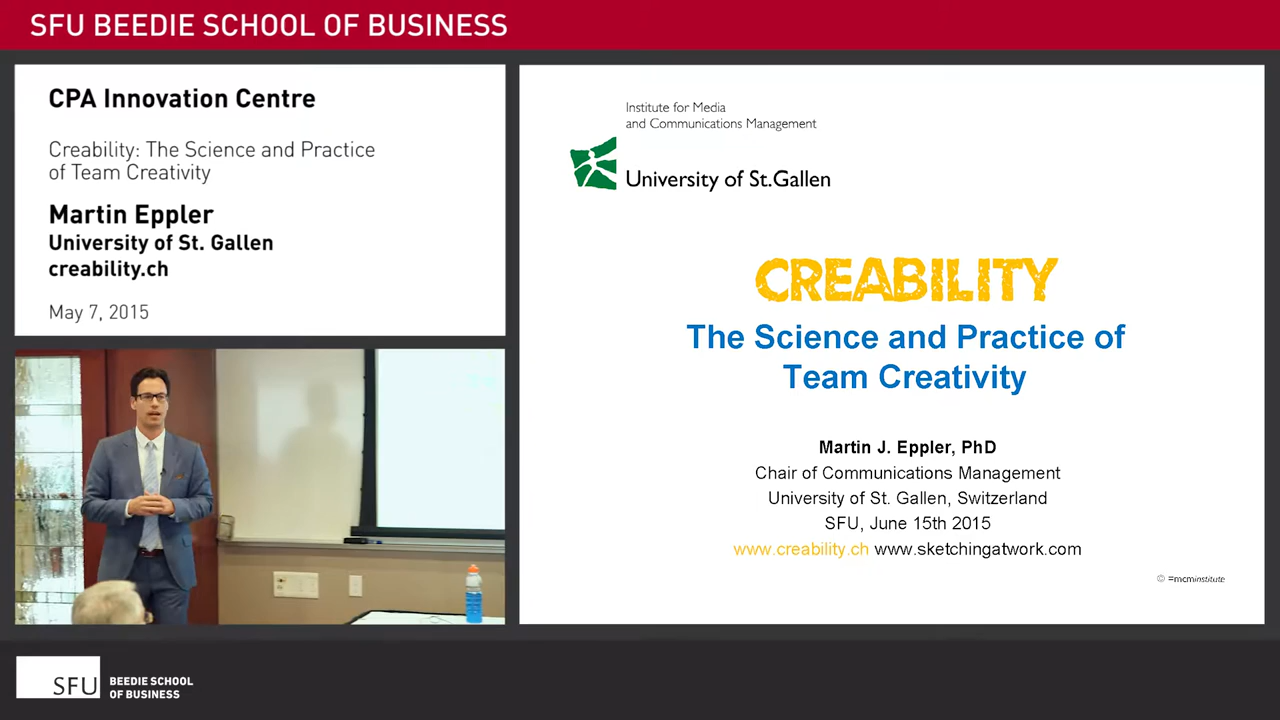 SFU BEEDIE SCHOOL OF BUSINESS
CPA Innovation Centre
Creability: The Science and Practice
of Team Creativity
Martin Eppler
University of St. Gallen
creability.ch
May 7, 2015
Institute for Media
and Communications Management
University of St.Gallen
CREABILITY
The Science and Practice of
Team Creativity
Martin J. Eppler, PhD
Chair of Communications Management
University of St. Gallen, Switzerland
SFU, June 15th 2015
www.creability.ch www.sketchingatwork.com
© =mcminstitute
SFU
BEEDIE SCHOOL
OF BUSINESS